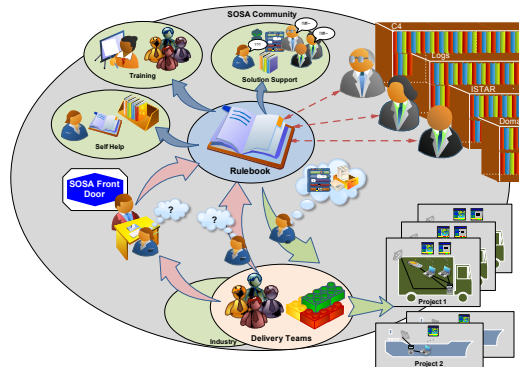 SOSA Community
C4
Logs
ISTAR
Doma
Training
Solution Support
???
Self Help
Rulebook
SOSA Front
Door
?
?
Project 1
Industry
Delivery Teams
Project 2